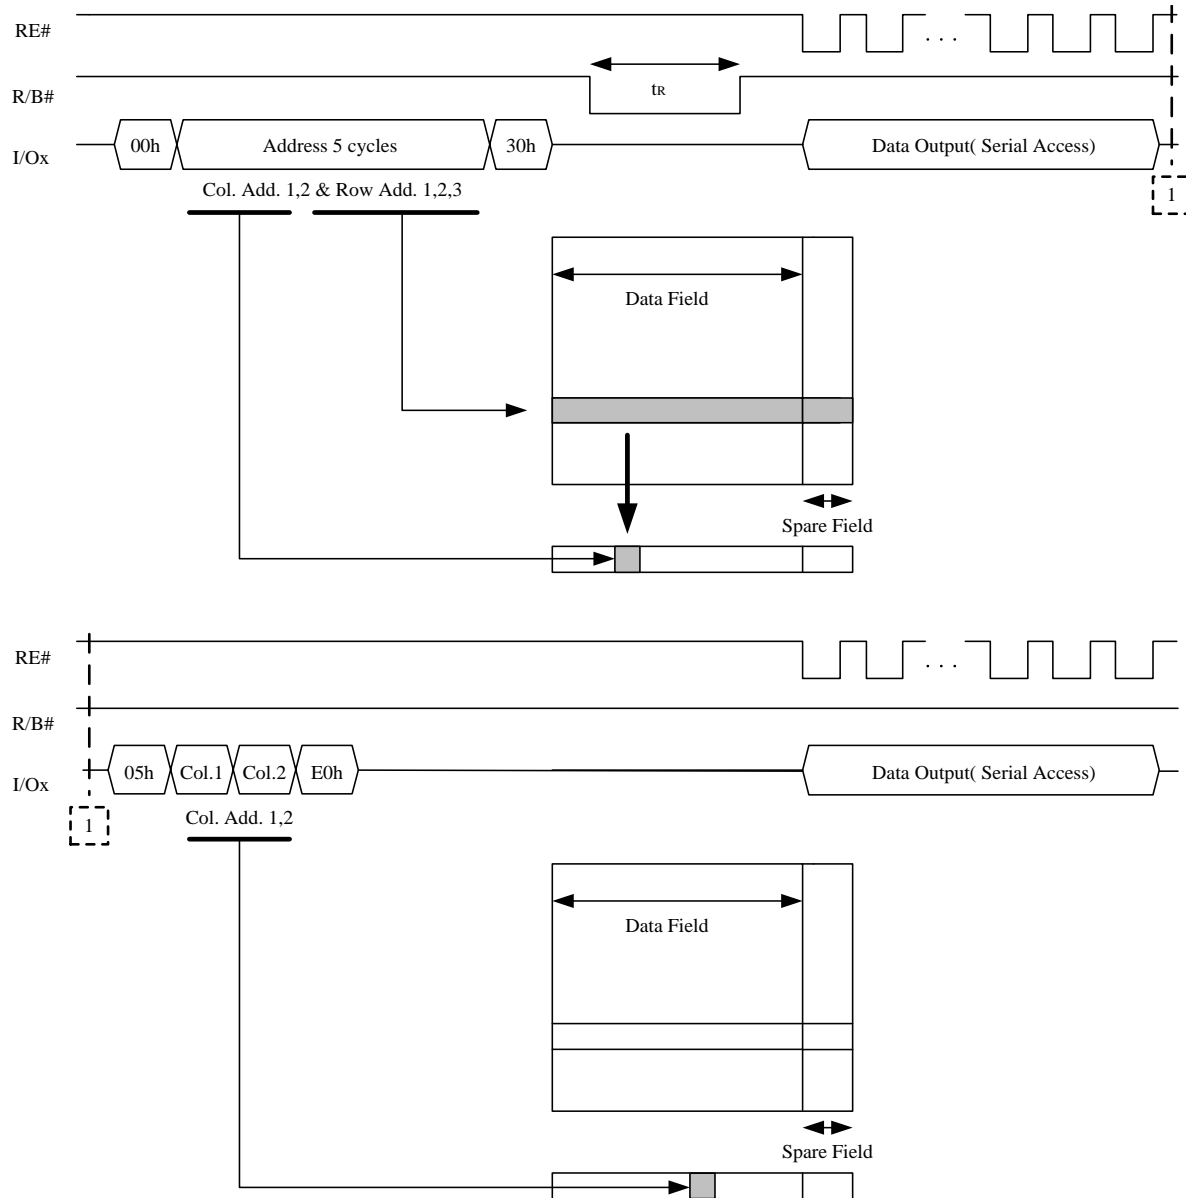 RE#
. . .
R/B#
tR
I/Ox
00h
Address 5 cycles
30h
Data Output( Serial Access)
Col. Add. 1,2 & Row Add. 1,2,3
1
Data Field
Spare Field
RE#
. . .
R/B#
I/Ox
05h
Col.1
Col.2
E0h
Data Output( Serial Access)
1
Col. Add. 1,2
Data Field
Spare Field